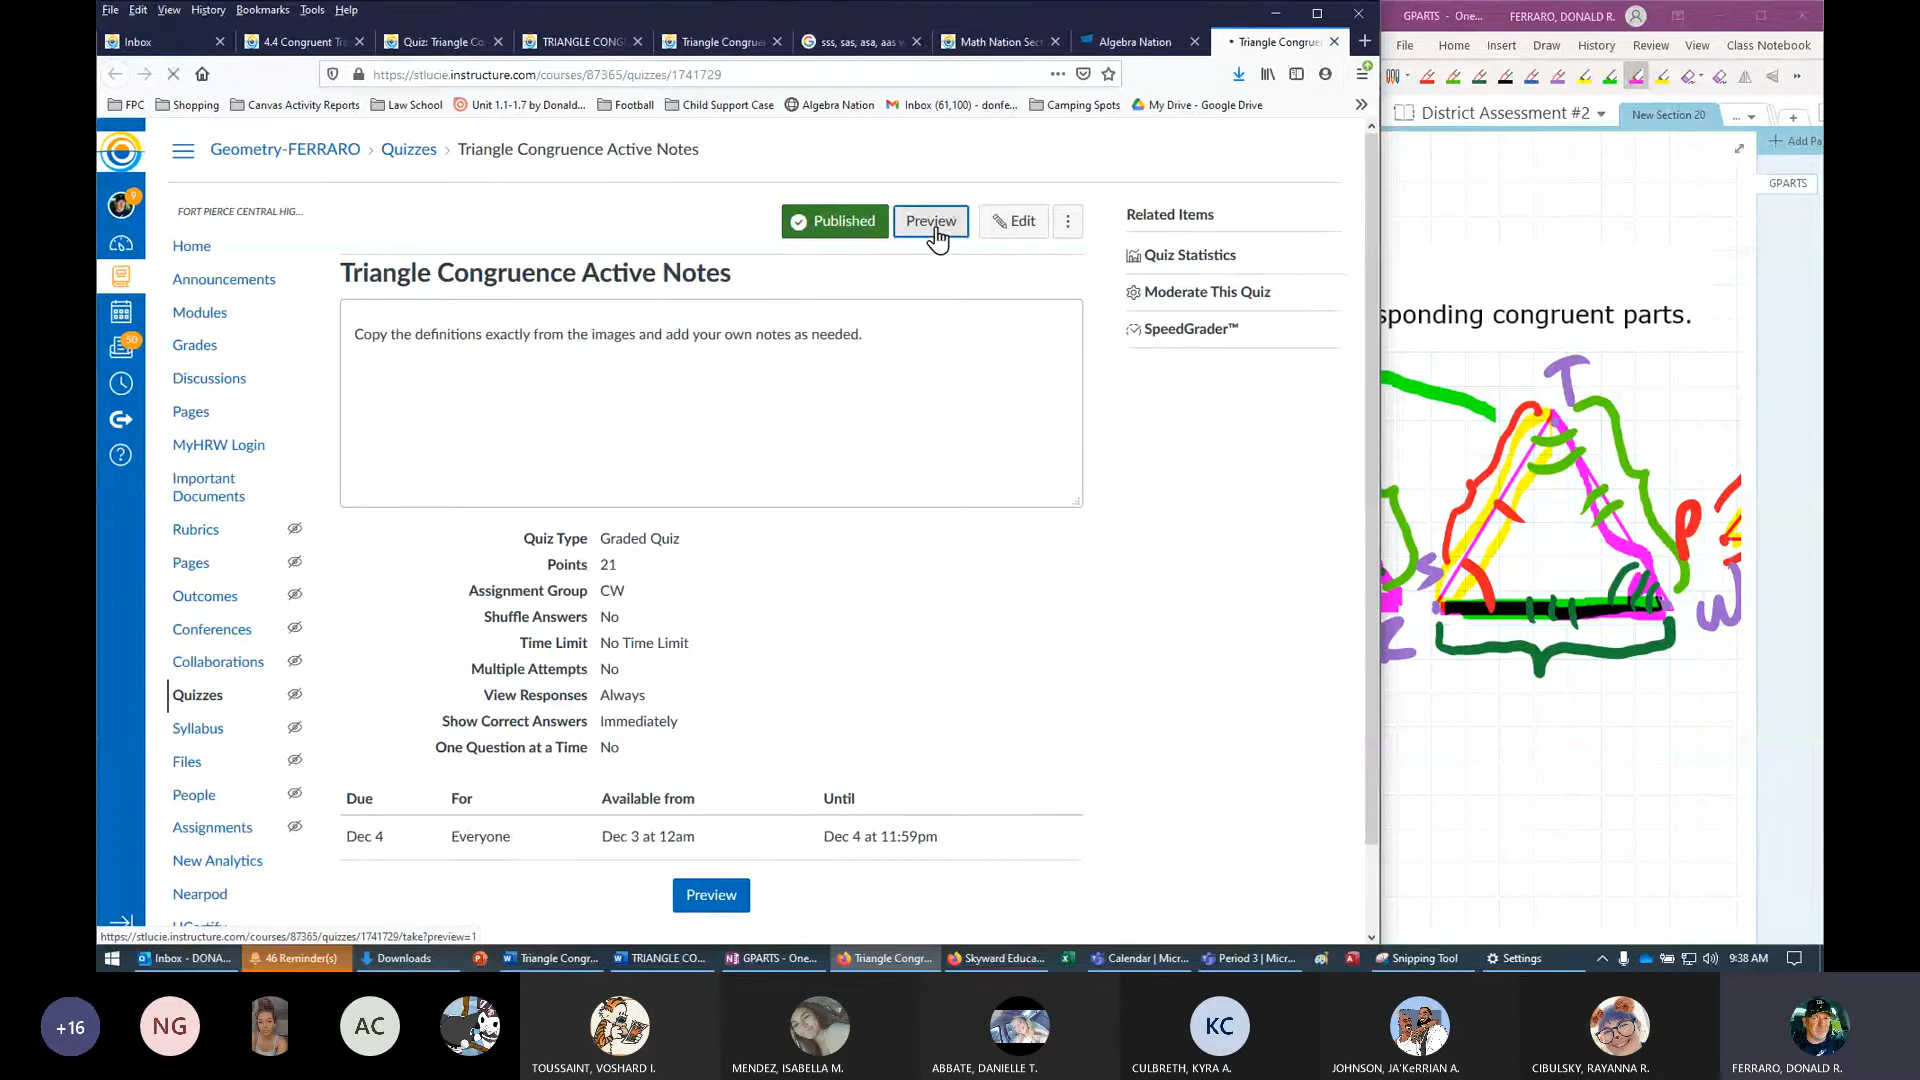 File Edit View History Bookmarks Tools Help
Inbox
4.4 Congruent Tri
Quiz: Triangle Co
TRIANGLE CONG
Triangle Congrue
sss, sas, asa, aas
Math Nation Sec
Algebra Nation
Triangle Congrue
https://stlucie.instructure.com/courses/87365/quizzes/1741729
FPC
Shopping
Canvas Activity Reports
Law School
Unit 1.1-1.7 by Donald...
Football
Child Support Case
Algebra Nation
Inbox (61,100) - donfe...
Camping Spots
My Drive - Google Drive
Geometry-FERRARO › Quizzes › Triangle Congruence Active Notes
9
50
FORT PIERCE CENTRAL HIG...
Home
Announcements
Modules
Grades
Discussions
Pages
MyHRW Login
Important
Documents
Rubrics
Pages
Outcomes
Conferences
Collaborations
Quizzes
Syllabus
Files
People
Assignments
New Analytics
Nearpod
Published
Preview
Edit
Triangle Congruence Active Notes
Copy the definitions exactly from the images and add your own notes as needed.
Quiz Type Graded Quiz
Points 21
Assignment Group CW
Shuffle Answers No
Time Limit No Time Limit
Multiple Attempts No
View Responses Always
Show Correct Answers Immediately
One Question at a Time No
Due For Available from Until
Dec 4 Everyone Dec 3 at 12am Dec 4 at 11:59pm
Preview
Related Items
Quiz Statistics
Moderate This Quiz
SpeedGrader™
https://stlucie.instructure.com/courses/87365/quizzes/1741729/take?preview=1
GPARTS - One...
FERRARO, DONALD R.
File Home Insert Draw History Review View Class Notebook
District Assessment #2
New Section 20
...
Add Pa
GPARTS
sponding congruent parts.
T
S
P
W
Inbox - DONA...
46 Reminder(s)
Downloads
Triangle Congr...
TRIANGLE CO...
GPARTS - One...
Triangle Congr...
Skyward Educa...
Calendar | Micr...
Period 3 | Micr...
Snipping Tool
Settings
9:38 AM
+16
NG
AC
KC
TOUSSAINT, VOSHARD I.
MENDEZ, ISABELLA M.
ABBATE, DANIELLE T.
CULBRETH, KYRA A.
JOHNSON, JA'KeRRIAN A.
CIBULSKY, RAYANNA R.
FERRARO, DONALD R.